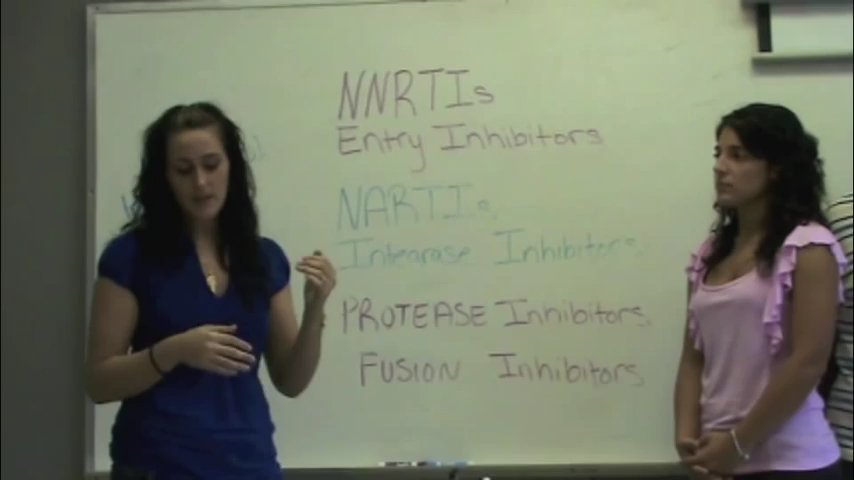 NNRTIs
Entry Inhibitors
NARTIs
Integrase Inhibitors
PROTEASE Inhibitors
FUSION Inhibitors